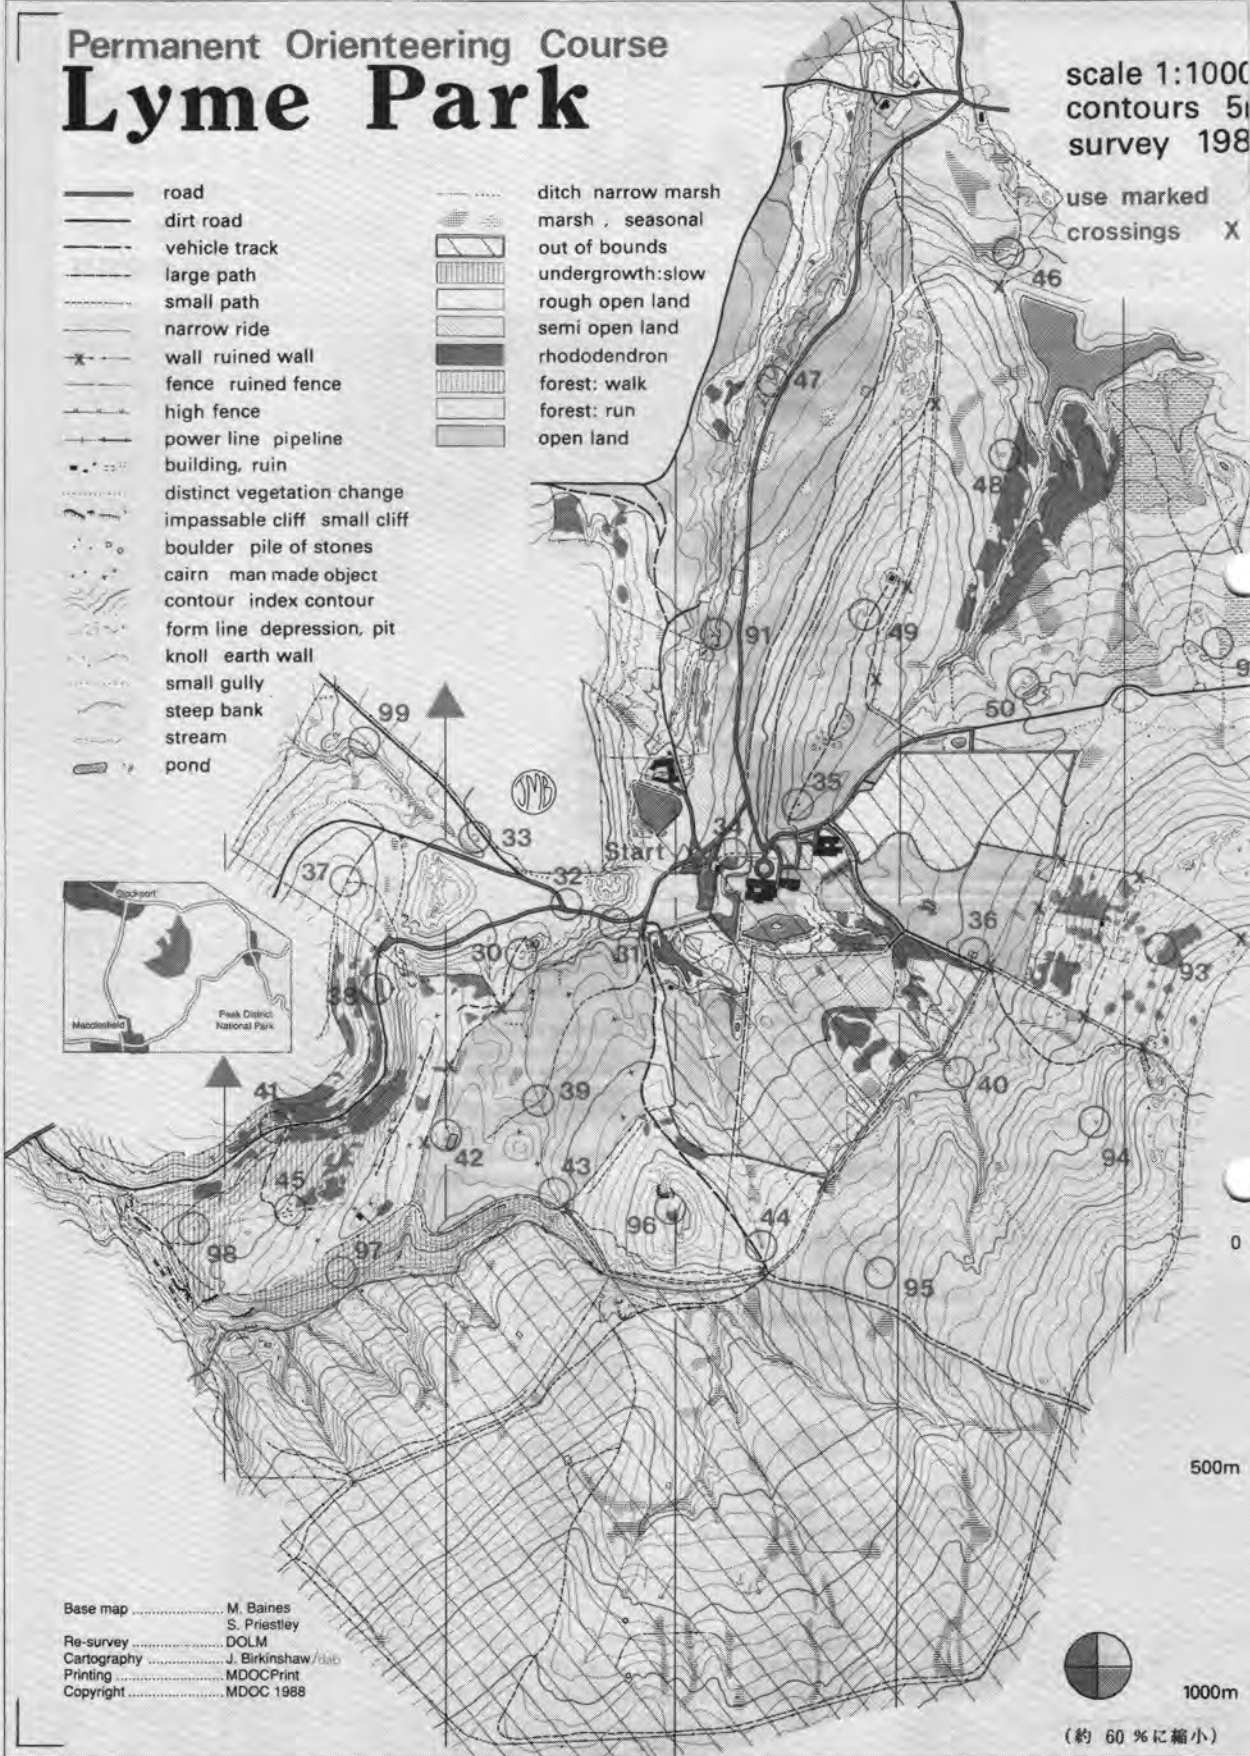 Permanent Orienteering Course
Lyme Park
scale 1:1000
contours 5
survey 198
use marked
crossings X
road
dirt road
vehicle track
large path
small path
narrow ride
wall ruined wall
fence ruined fence
high fence
power line pipeline
building, ruin
distinct vegetation change
impassable cliff small cliff
boulder pile of stones
cairn man made object
contour index contour
form line depression, pit
knoll earth wall
small gully
steep bank
stream
pond
ditch narrow marsh
marsh , seasonal
out of bounds
undergrowth:slow
rough open land
semi open land
rhododendron
forest: walk
forest: run
open land
46
47
48
91
49
50
9
99
JMB
35
33
34
Start
37
32
36
30
31
93
38
Stockport
Macclesfield
Peak District
National Park
41
39
40
42
94
43
45
96
44
98
97
95
0
500m
1000m
Base map ........ M. Baines
S. Priestley
Re-survey ........ DOLM
Cartography ........ J. Birkinshaw/dab
Printing ........ MDOCPrint
Copyright ........ MDOC 1988
(約 60 %に縮小)